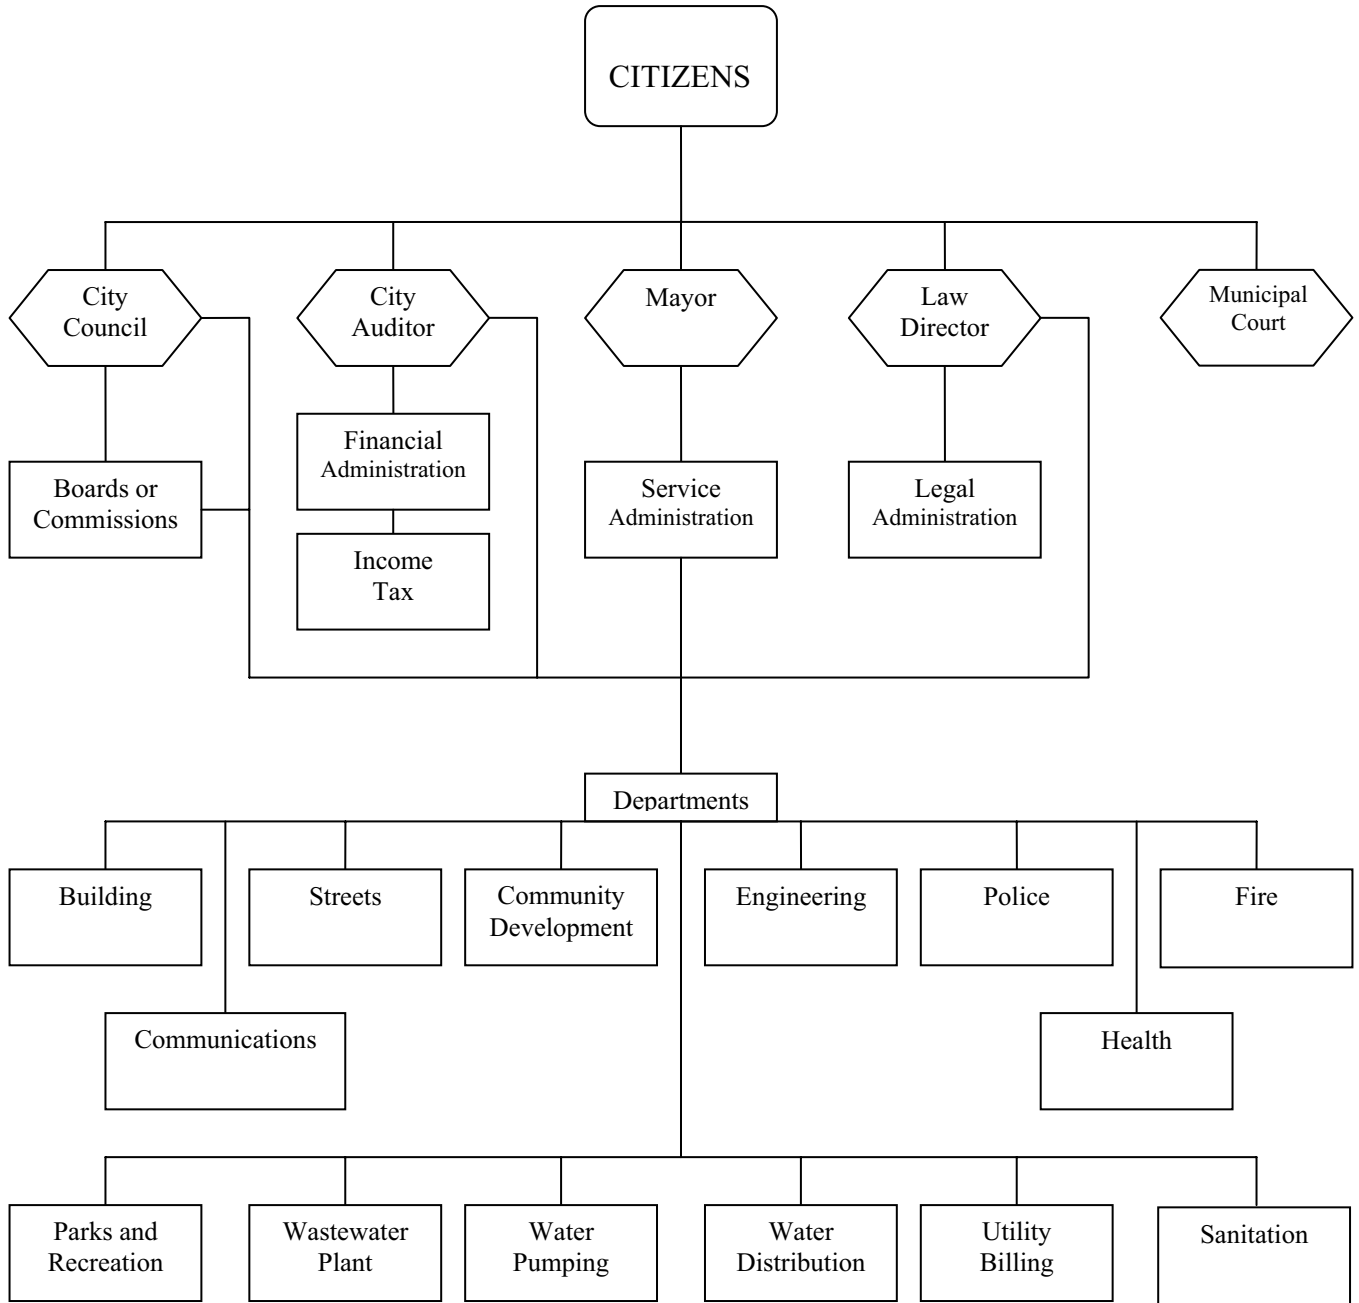 CITIZENS
City
Council
City
Auditor
Mayor
Law
Director
Municipal
Court
Financial
Administration
Boards or
Commissions
Service
Administration
Legal
Administration
Income
Tax
Departments
Building
Streets
Community
Development
Engineering
Police
Fire
Communications
Health
Parks and
Recreation
Wastewater
Plant
Water
Pumping
Water
Distribution
Utility
Billing
Sanitation